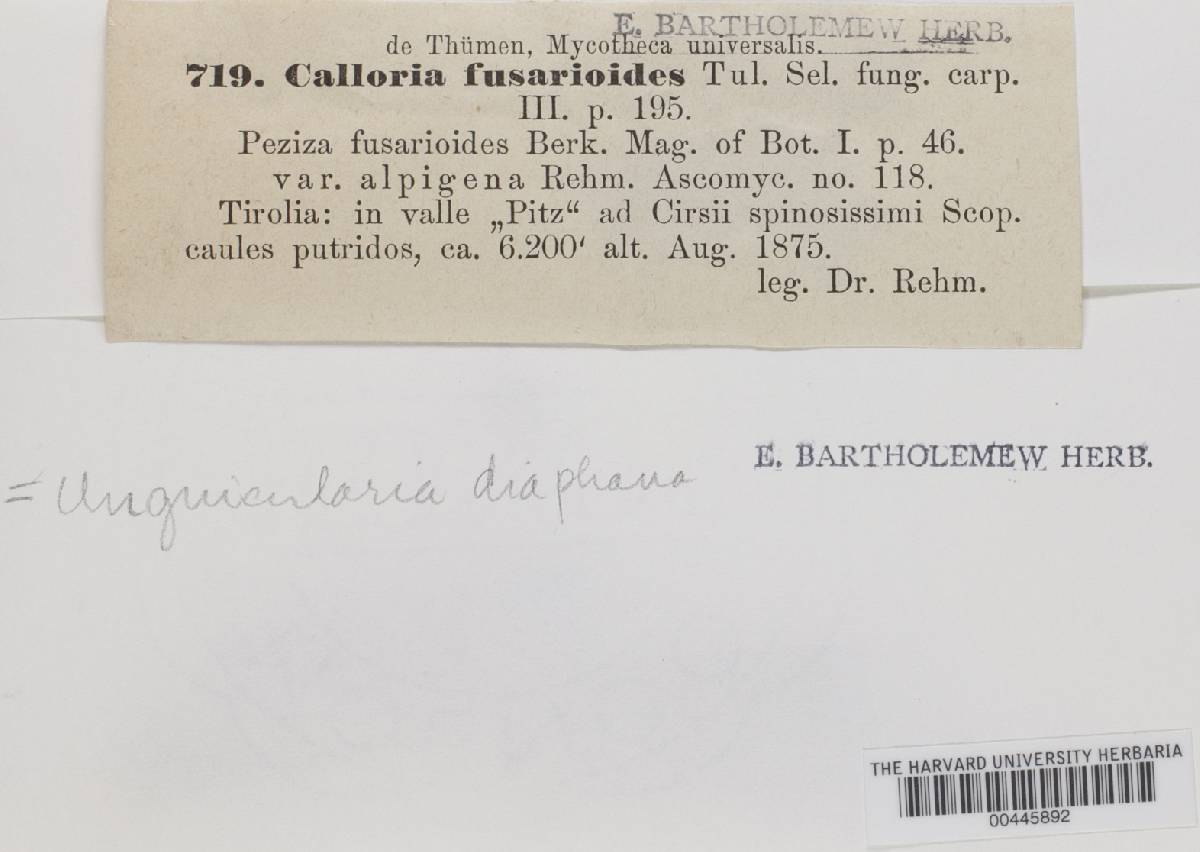 E. BARTHOLEMEW HERB.
de Thümen, Mycotheca universalis.
719. Calloria fusarioides Tul. Sel. fung. carp.
III. p. 195.
Peziza fusarioides Berk. Mag. of Bot. I. p. 46.
var. alpigena Rehm. Ascomyc. no. 118.
Tirolia: in valle „Pitz“ ad Cirsii spinosissimi Scop.
caules putridos, ca. 6.200' alt. Aug. 1875.
leg. Dr. Rehm.
E. BARTHOLEMEW HERB.
= Unguicularia diaphana
THE HARVARD UNIVERSITY HERBARIA
00445892